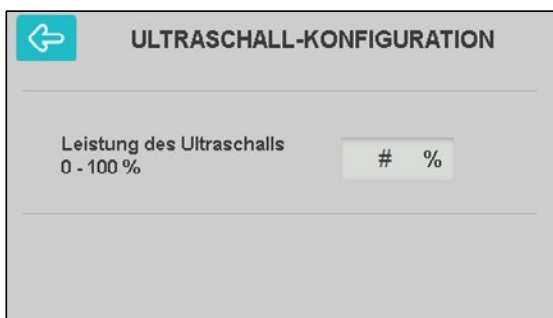 ULTRASCHALL-KONFIGURATION
Leistung des Ultraschalls
0 - 100 %
# %